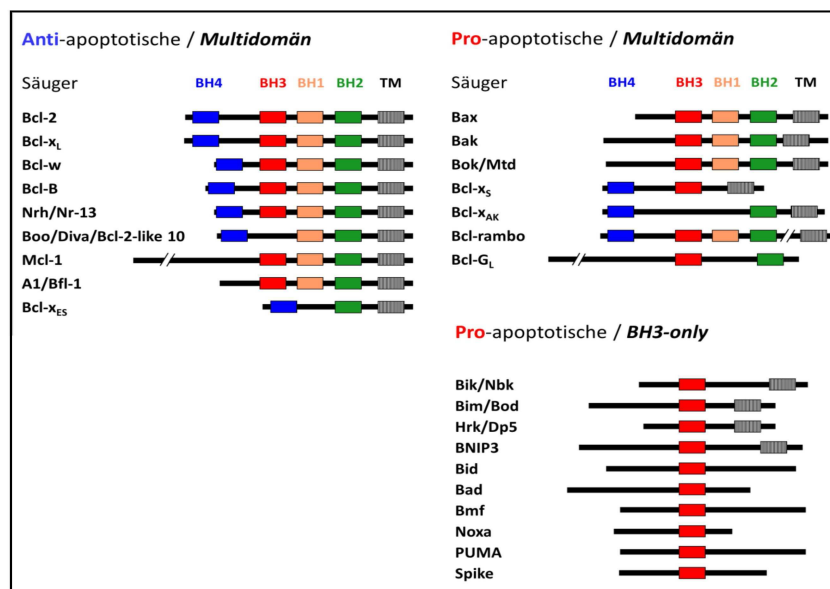 Anti-apoptotische / Multidomän
Säuger BH4 BH3 BH1 BH2 TM
Bcl-2
Bcl-xL
Bcl-w
Bcl-B
Nrh/Nr-13
Boo/Diva/Bcl-2-like 10
Mcl-1
A1/Bfl-1
Bcl-xES
Pro-apoptotische / Multidomän
Säuger BH4 BH3 BH1 BH2 TM
Bax
Bak
Bok/Mtd
Bcl-xS
Bcl-xAK
Bcl-rambo
Bcl-GL
Pro-apoptotische / BH3-only
Bik/Nbk
Bim/Bod
Hrk/Dp5
BNIP3
Bid
Bad
Bmf
Noxa
PUMA
Spike